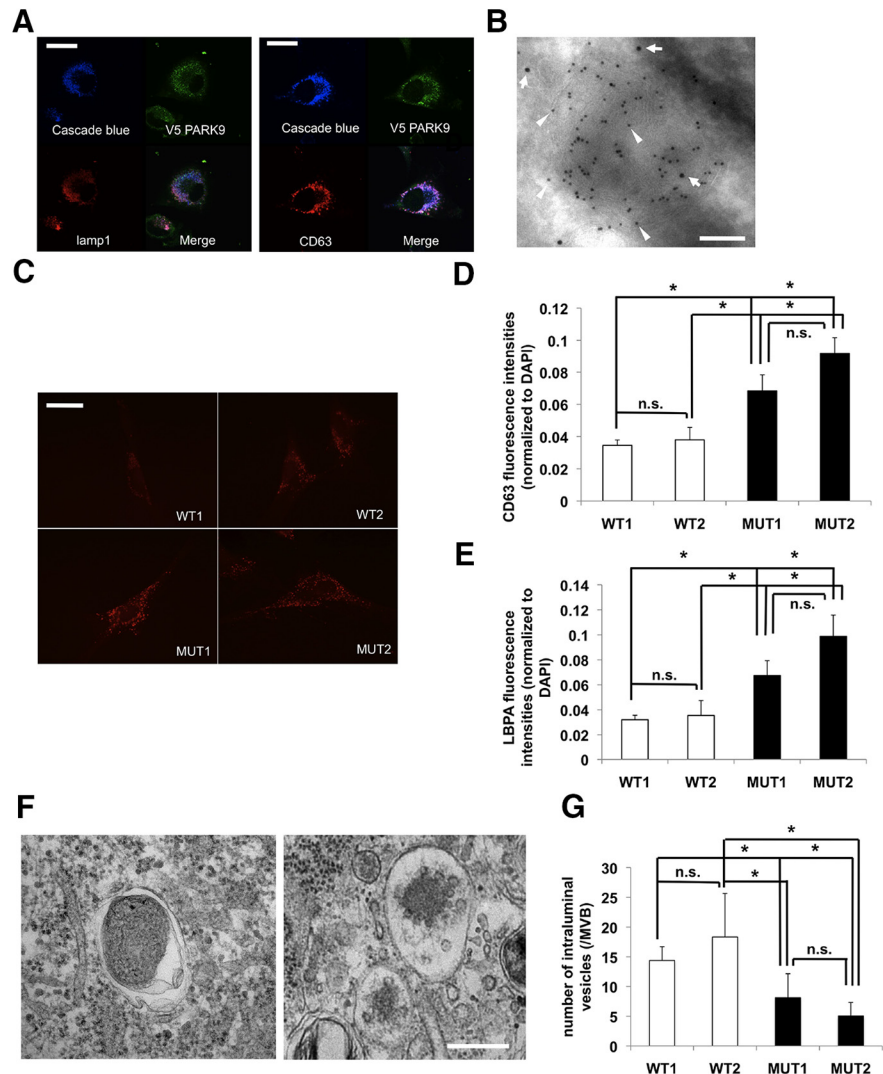 A
Cascade blue
V5 PARK9
lamp1
Merge
Cascade blue
V5 PARK9
CD63
Merge
B
C
WT1
WT2
MUT1
MUT2
D
CD63 fluorescence intensities
(normalized to DAPI)
0.12
0.1
0.08
0.06
0.04
0.02
0
*
*
*
*
n.s.
n.s.
WT1
WT2
MUT1
MUT2
E
LBPA fluorescence
intensities (normalized to
DAPI)
0.14
0.12
0.1
0.08
0.06
0.04
0.02
0
*
*
*
*
n.s.
n.s.
WT1
WT2
MUT1
MUT2
F
G
number of intraluminal
vesicles (/MVB)
30
25
20
15
10
5
0
*
*
*
*
n.s.
n.s.
WT1
WT2
MUT1
MUT2